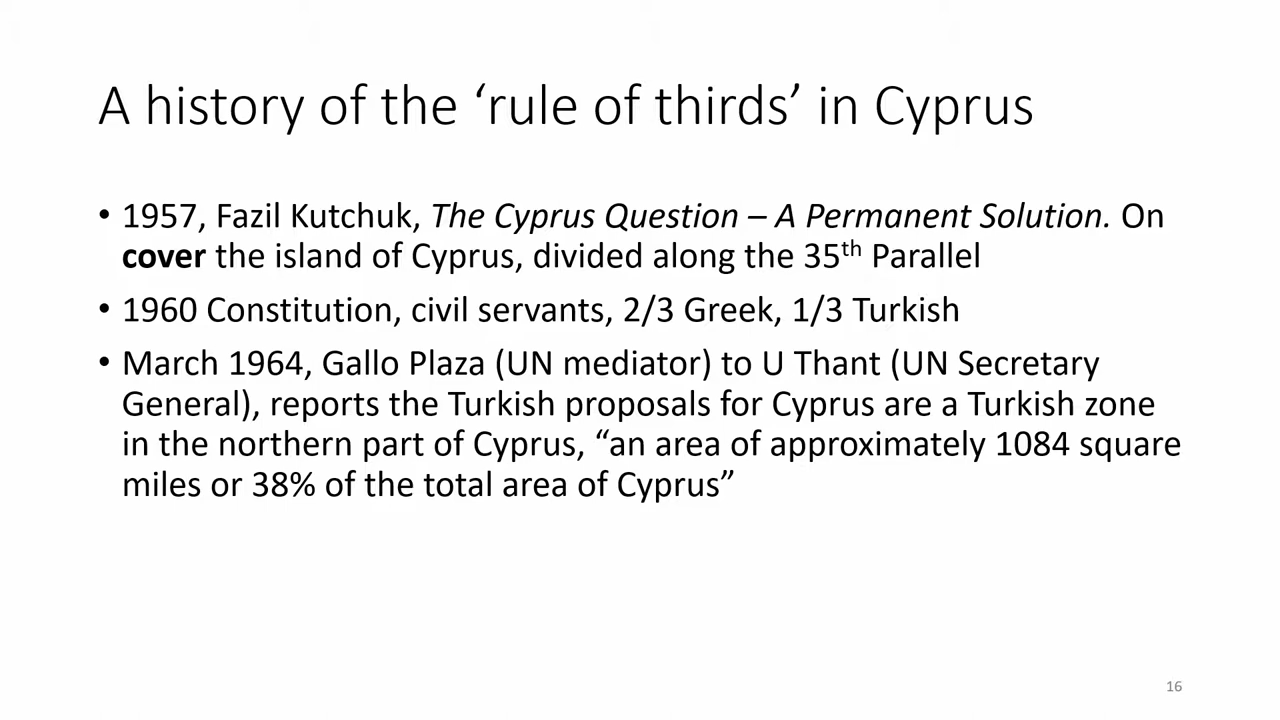 A history of the ‘rule of thirds’ in Cyprus
• 1957, Fazil Kutchuk, The Cyprus Question – A Permanent Solution. On
cover the island of Cyprus, divided along the 35th Parallel
• 1960 Constitution, civil servants, 2/3 Greek, 1/3 Turkish
• March 1964, Gallo Plaza (UN mediator) to U Thant (UN Secretary
General), reports the Turkish proposals for Cyprus are a Turkish zone
in the northern part of Cyprus, “an area of approximately 1084 square
miles or 38% of the total area of Cyprus”
16